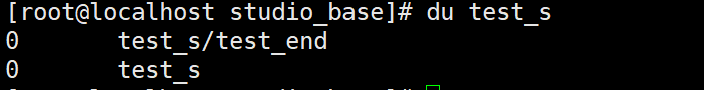 [root@localhost studio_base]# du test_s
0 test_s/test_end
0 test_s